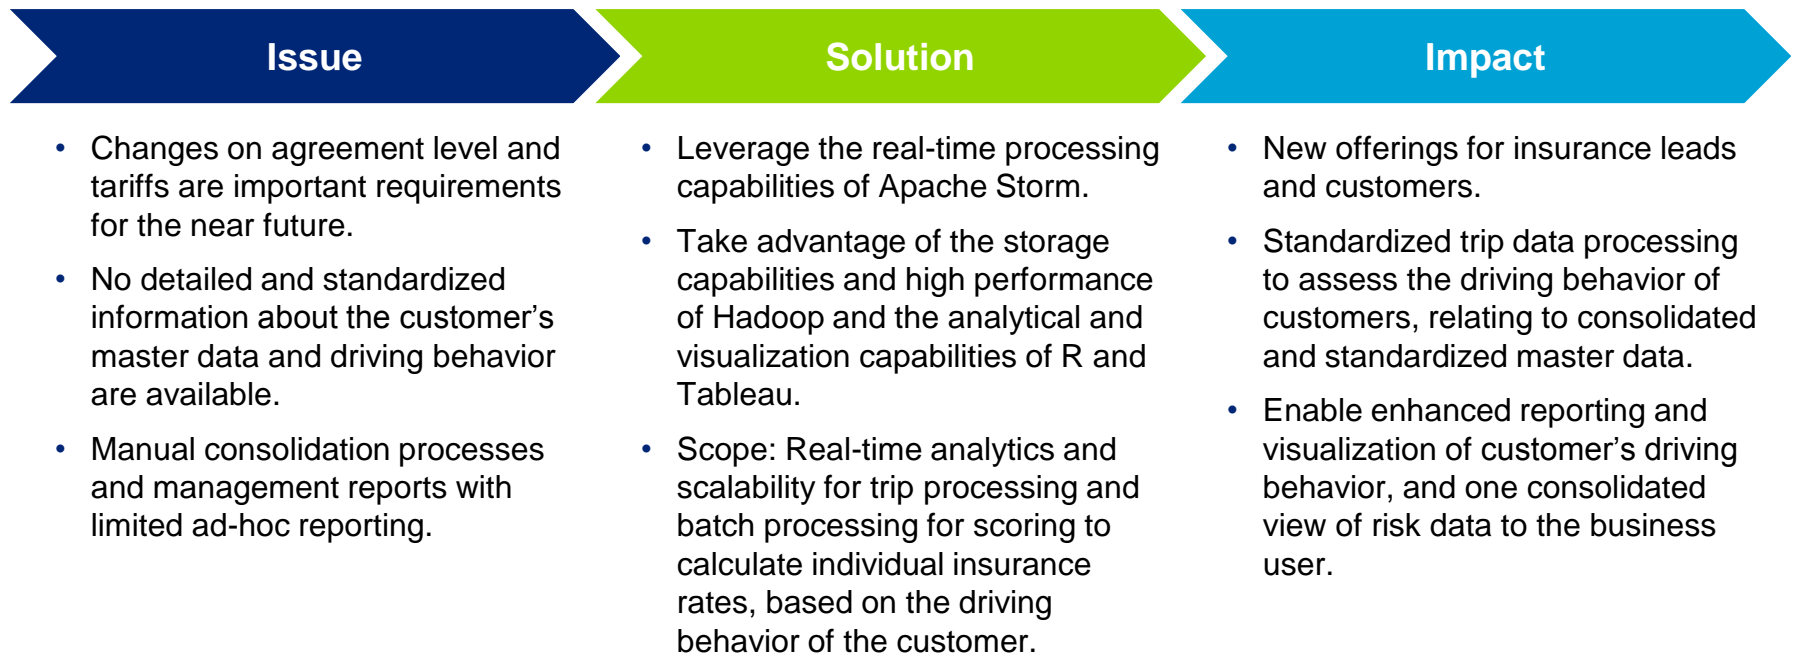 Issue
Solution
Impact
• Changes on agreement level and
tariffs are important requirements
for the near future.
• No detailed and standardized
information about the customer’s
master data and driving behavior
are available.
• Manual consolidation processes
and management reports with
limited ad-hoc reporting.
• Leverage the real-time processing
capabilities of Apache Storm.
• Take advantage of the storage
capabilities and high performance
of Hadoop and the analytical and
visualization capabilities of R and
Tableau.
• Scope: Real-time analytics and
scalability for trip processing and
batch processing for scoring to
calculate individual insurance
rates, based on the driving
behavior of the customer.
• New offerings for insurance leads
and customers.
• Standardized trip data processing
to assess the driving behavior of
customers, relating to consolidated
and standardized master data.
• Enable enhanced reporting and
visualization of customer’s driving
behavior, and one consolidated
view of risk data to the business
user.